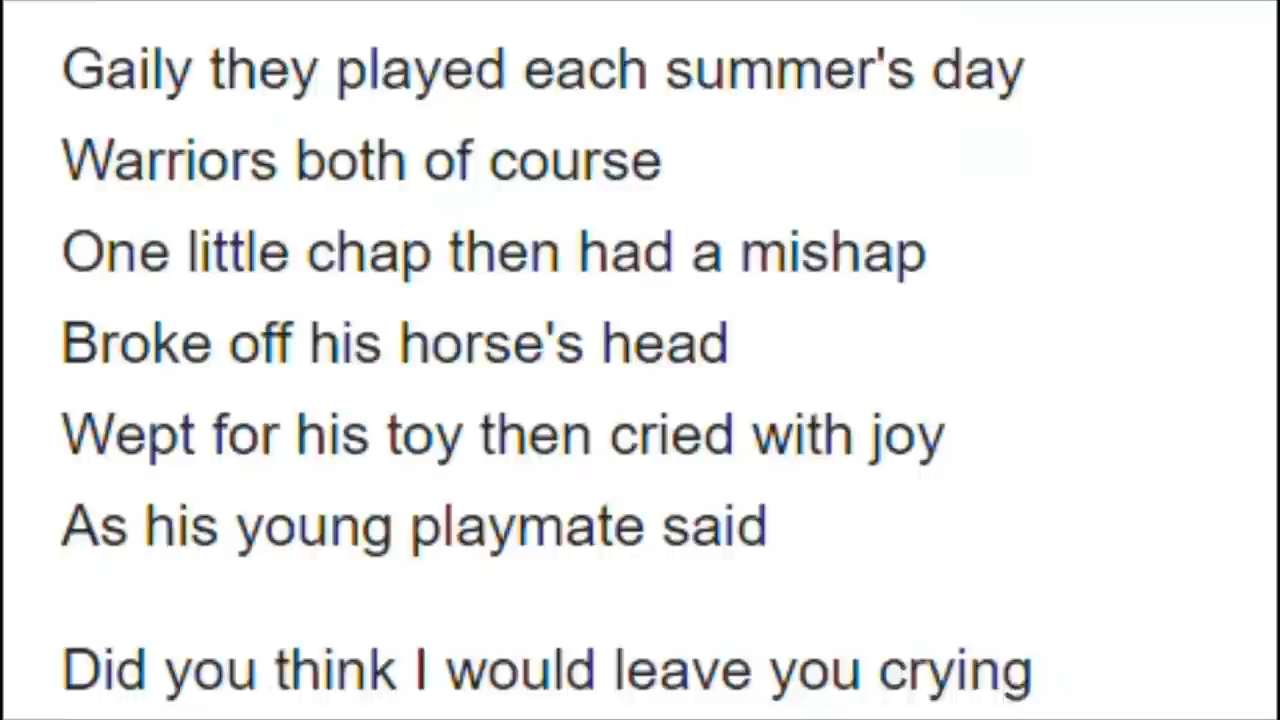 Gaily they played each summer's day
Warriors both of course
One little chap then had a mishap
Broke off his horse's head
Wept for his toy then cried with joy
As his young playmate said
Did you think I would leave you crying